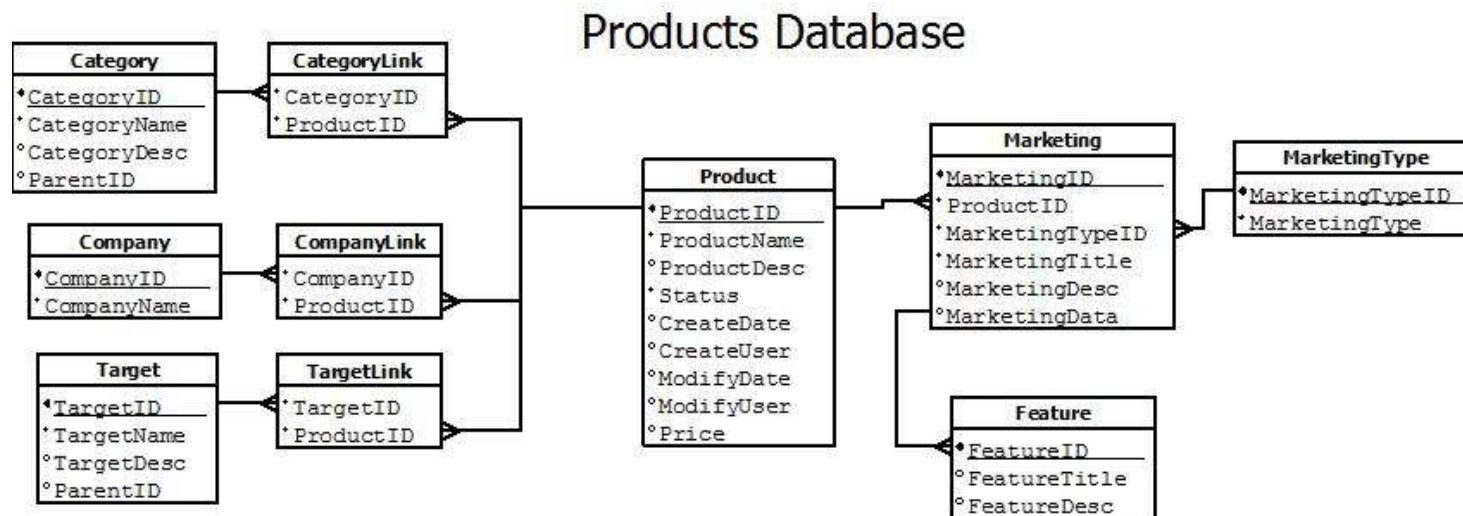 Products Database
Category
*CategoryID
*CategoryName
°CategoryDesc
°ParentID
CategoryLink
*CategoryID
*ProductID
Company
*CompanyID
*CompanyName
CompanyLink
*CompanyID
*ProductID
Target
*TargetID
*TargetName
°TargetDesc
°ParentID
TargetLink
*TargetID
*ProductID
Product
*ProductID
*ProductName
°ProductDesc
*Status
°CreateDate
°CreateUser
°ModifyDate
°ModifyUser
°Price
Marketing
*MarketingID
*ProductID
*MarketingTypeID
*MarketingTitle
°MarketingDesc
°MarketingData
MarketingType
*MarketingTypeID
*MarketingType
Feature
*FeatureID
°FeatureTitle
°FeatureDesc